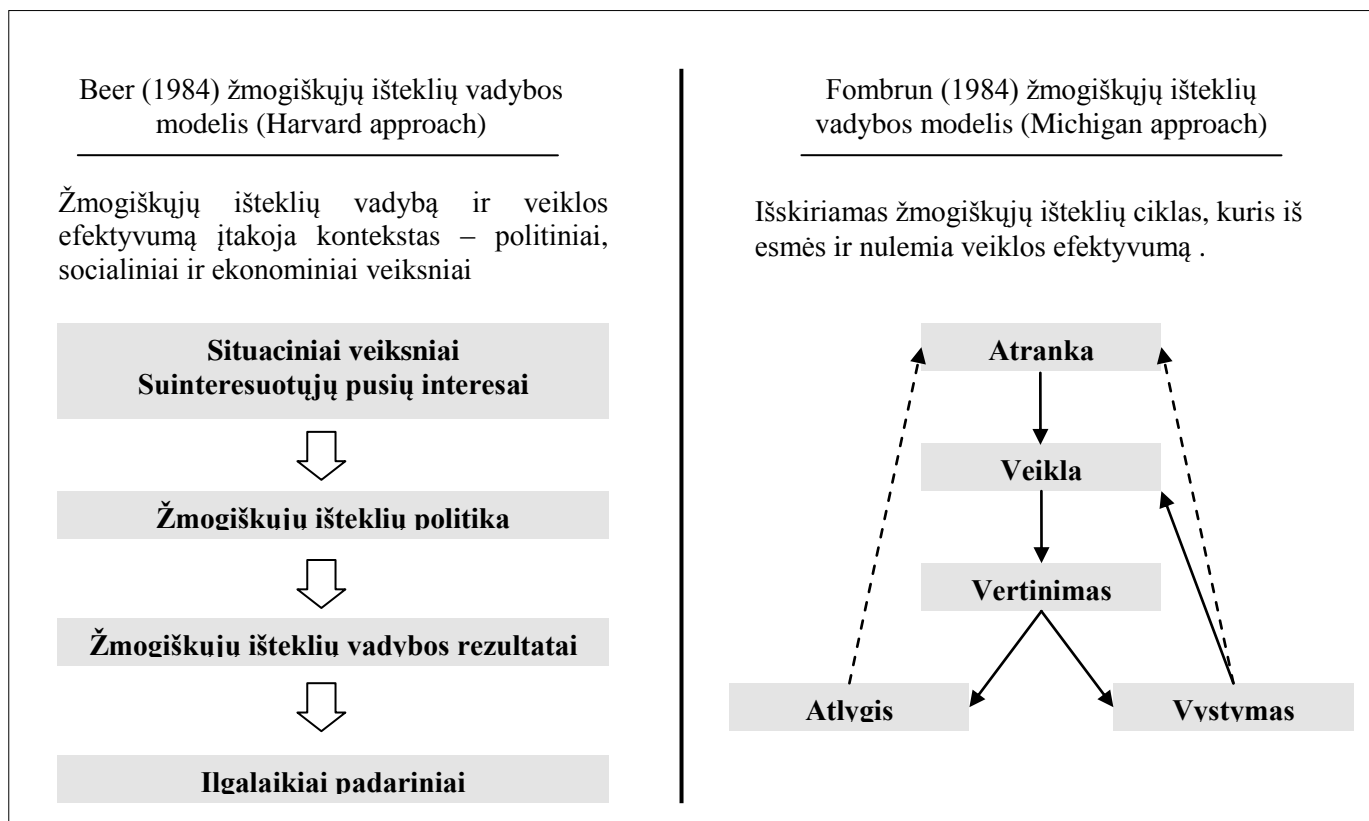 Beer (1984) žmogiškųjų išteklių vadybos
modelis (Harvard approach)
Žmogiškųjų išteklių vadybą ir veiklos
efektyvumą įtakoja kontekstas – politiniai,
socialiniai ir ekonominiai veiksniai
Situaciniai veiksniai
Suinteresuotųjų pusių interesai
Žmogiškųjų išteklių politika
Žmogiškųjų išteklių vadybos rezultatai
Ilgalaikiai padariniai
Fombrun (1984) žmogiškųjų išteklių
vadybos modelis (Michigan approach)
Išskiriamas žmogiškųjų išteklių ciklas, kuris iš
esmės ir nulemia veiklos efektyvumą .
Atranka
Veikla
Vertinimas
Atlygis
Vystymas